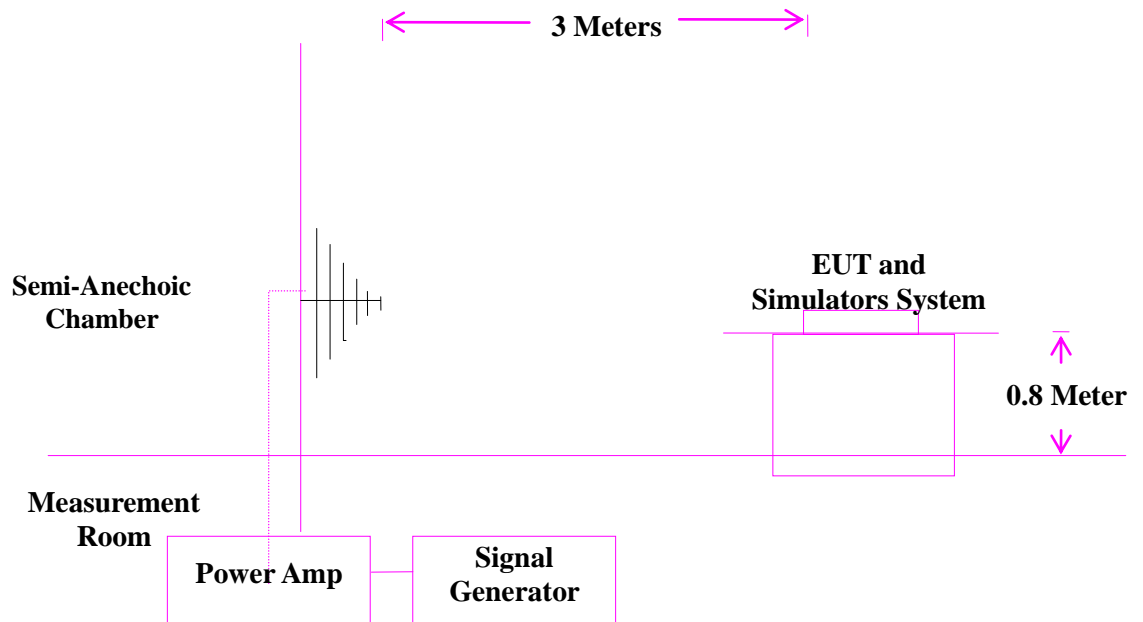 3 Meters
Semi-Anechoic
Chamber
EUT and
Simulators System
0.8 Meter
Measurement
Room
Power Amp
Signal
Generator